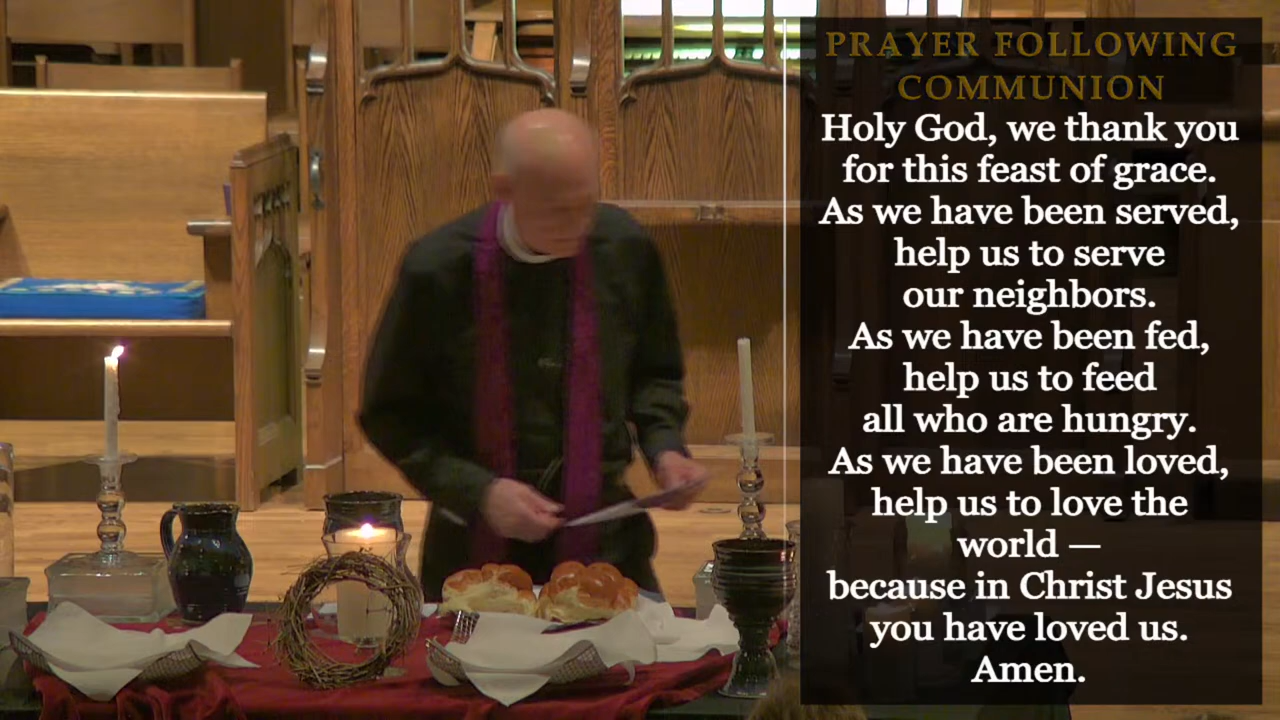 PRAYER FOLLOWING
COMMUNION
Holy God, we thank you
for this feast of grace.
As we have been served,
help us to serve
our neighbors.
As we have been fed,
help us to feed
all who are hungry.
As we have been loved,
help us to love the
world —
because in Christ Jesus
you have loved us.
Amen.